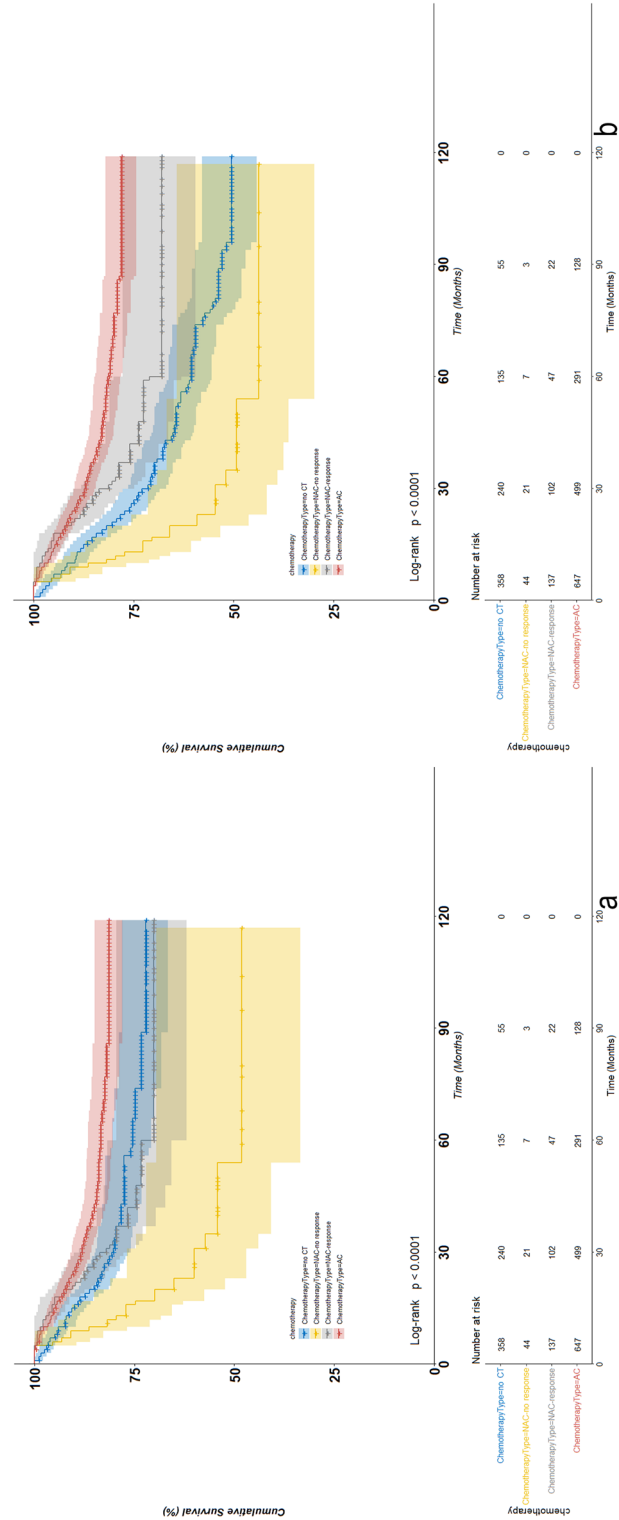 100
75
50
25
0
Cumulative Survival (%)
chemotherapy
ChemotherapyType=no CT
ChemotherapyType=NAC-no response
ChemotherapyType=NAC-response
ChemotherapyType=AC
Log-rank p < 0.0001
0 30 60 90 120
Time (Months)
Number at risk
ChemotherapyType=no CT 358 240 135 55 0
ChemotherapyType=NAC-no response 44 21 7 3 0
ChemotherapyType=NAC-response 137 102 47 22 0
ChemotherapyType=AC 647 499 291 128 0
chemotherapy
0 30 60 90 120
Time (Months)
a
100
75
50
25
0
Cumulative Survival (%)
chemotherapy
ChemotherapyType=no CT
ChemotherapyType=NAC-no response
ChemotherapyType=NAC-response
ChemotherapyType=AC
Log-rank p < 0.0001
0 30 60 90 120
Time (Months)
Number at risk
ChemotherapyType=no CT 358 240 135 55 0
ChemotherapyType=NAC-no response 44 21 7 3 0
ChemotherapyType=NAC-response 137 102 47 22 0
ChemotherapyType=AC 647 499 291 128 0
chemotherapy
0 30 60 90 120
Time (Months)
b